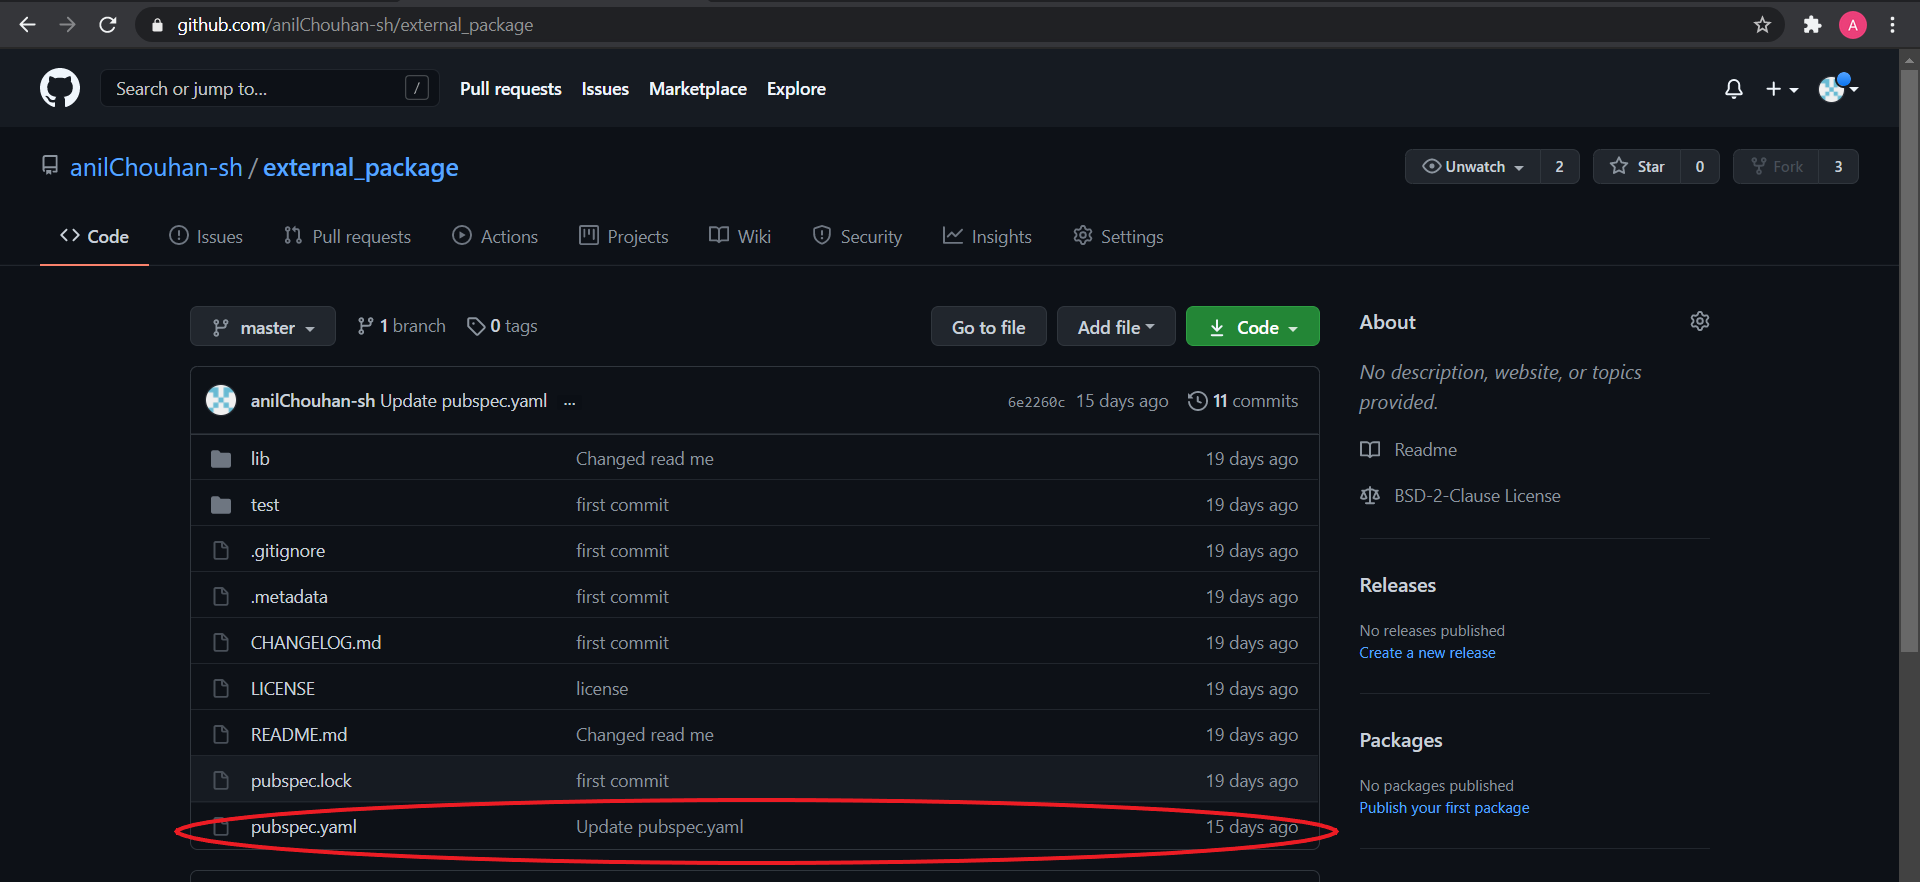 github.com/anilChouhan-sh/external_package
A
Search or jump to... /
Pull requests Issues Marketplace Explore
anilChouhan-sh / external_package
Unwatch 2 Star 0 Fork 3
Code Issues Pull requests Actions Projects Wiki Security Insights Settings
master 1 branch 0 tags Go to file Add file Code
anilChouhan-sh Update pubspec.yaml ... 6e2260c 15 days ago 11 commits
lib Changed read me 19 days ago
test first commit 19 days ago
.gitignore first commit 19 days ago
.metadata first commit 19 days ago
CHANGELOG.md first commit 19 days ago
LICENSE license 19 days ago
README.md Changed read me 19 days ago
pubspec.lock first commit 19 days ago
pubspec.yaml Update pubspec.yaml 15 days ago
About
No description, website, or topics
provided.
Readme
BSD-2-Clause License
Releases
No releases published
Create a new release
Packages
No packages published
Publish your first package